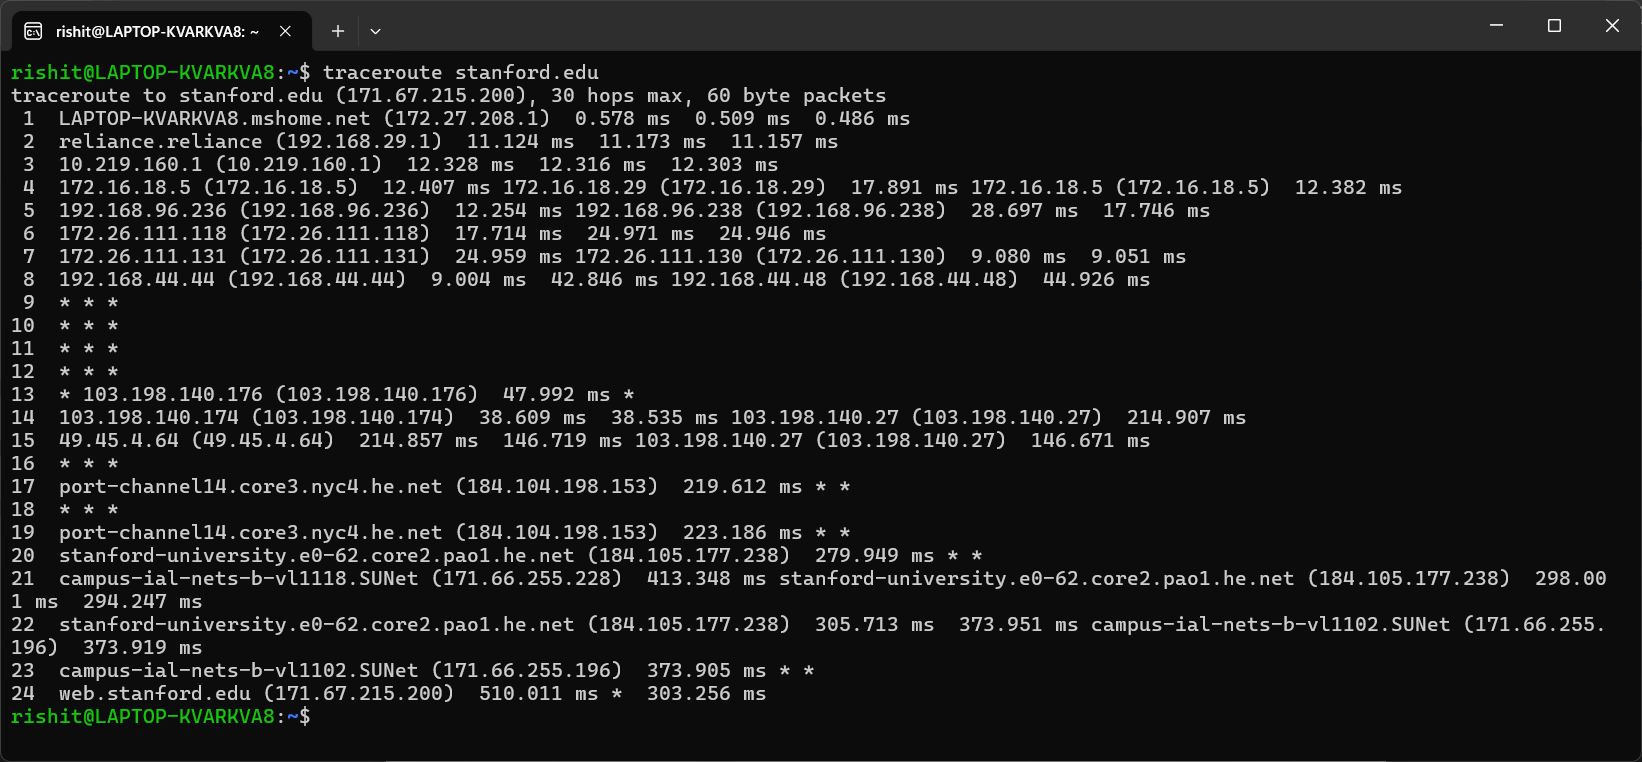 rishit@LAPTOP-KVARKVA8: ~
rishit@LAPTOP-KVARKVA8:~$ traceroute stanford.edu
traceroute to stanford.edu (171.67.215.200), 30 hops max, 60 byte packets
 1  LAPTOP-KVARKVA8.mshome.net (172.27.208.1)  0.578 ms  0.509 ms  0.486 ms
 2  reliance.reliance (192.168.29.1)  11.124 ms  11.173 ms  11.157 ms
 3  10.219.160.1 (10.219.160.1)  12.328 ms  12.316 ms  12.303 ms
 4  172.16.18.5 (172.16.18.5)  12.407 ms 172.16.18.29 (172.16.18.29)  17.891 ms 172.16.18.5 (172.16.18.5)  12.382 ms
 5  192.168.96.236 (192.168.96.236)  12.254 ms 192.168.96.238 (192.168.96.238)  28.697 ms  17.746 ms
 6  172.26.111.118 (172.26.111.118)  17.714 ms  24.971 ms  24.946 ms
 7  172.26.111.131 (172.26.111.131)  24.959 ms 172.26.111.130 (172.26.111.130)  9.080 ms  9.051 ms
 8  192.168.44.44 (192.168.44.44)  9.004 ms  42.846 ms 192.168.44.48 (192.168.44.48)  44.926 ms
 9  * * *
10  * * *
11  * * *
12  * * *
13  * 103.198.140.176 (103.198.140.176)  47.992 ms *
14  103.198.140.174 (103.198.140.174)  38.609 ms  38.535 ms 103.198.140.27 (103.198.140.27)  214.907 ms
15  49.45.4.64 (49.45.4.64)  214.857 ms  146.719 ms 103.198.140.27 (103.198.140.27)  146.671 ms
16  * * *
17  port-channel14.core3.nyc4.he.net (184.104.198.153)  219.612 ms * *
18  * * *
19  port-channel14.core3.nyc4.he.net (184.104.198.153)  223.186 ms * *
20  stanford-university.e0-62.core2.pao1.he.net (184.105.177.238)  279.949 ms * *
21  campus-ial-nets-b-vl1118.SUNet (171.66.255.228)  413.348 ms stanford-university.e0-62.core2.pao1.he.net (184.105.177.238)  298.00
1 ms  294.247 ms
22  stanford-university.e0-62.core2.pao1.he.net (184.105.177.238)  305.713 ms  373.951 ms campus-ial-nets-b-vl1102.SUNet (171.66.255.
196)  373.919 ms
23  campus-ial-nets-b-vl1102.SUNet (171.66.255.196)  373.905 ms * *
24  web.stanford.edu (171.67.215.200)  510.011 ms *  303.256 ms
rishit@LAPTOP-KVARKVA8:~$